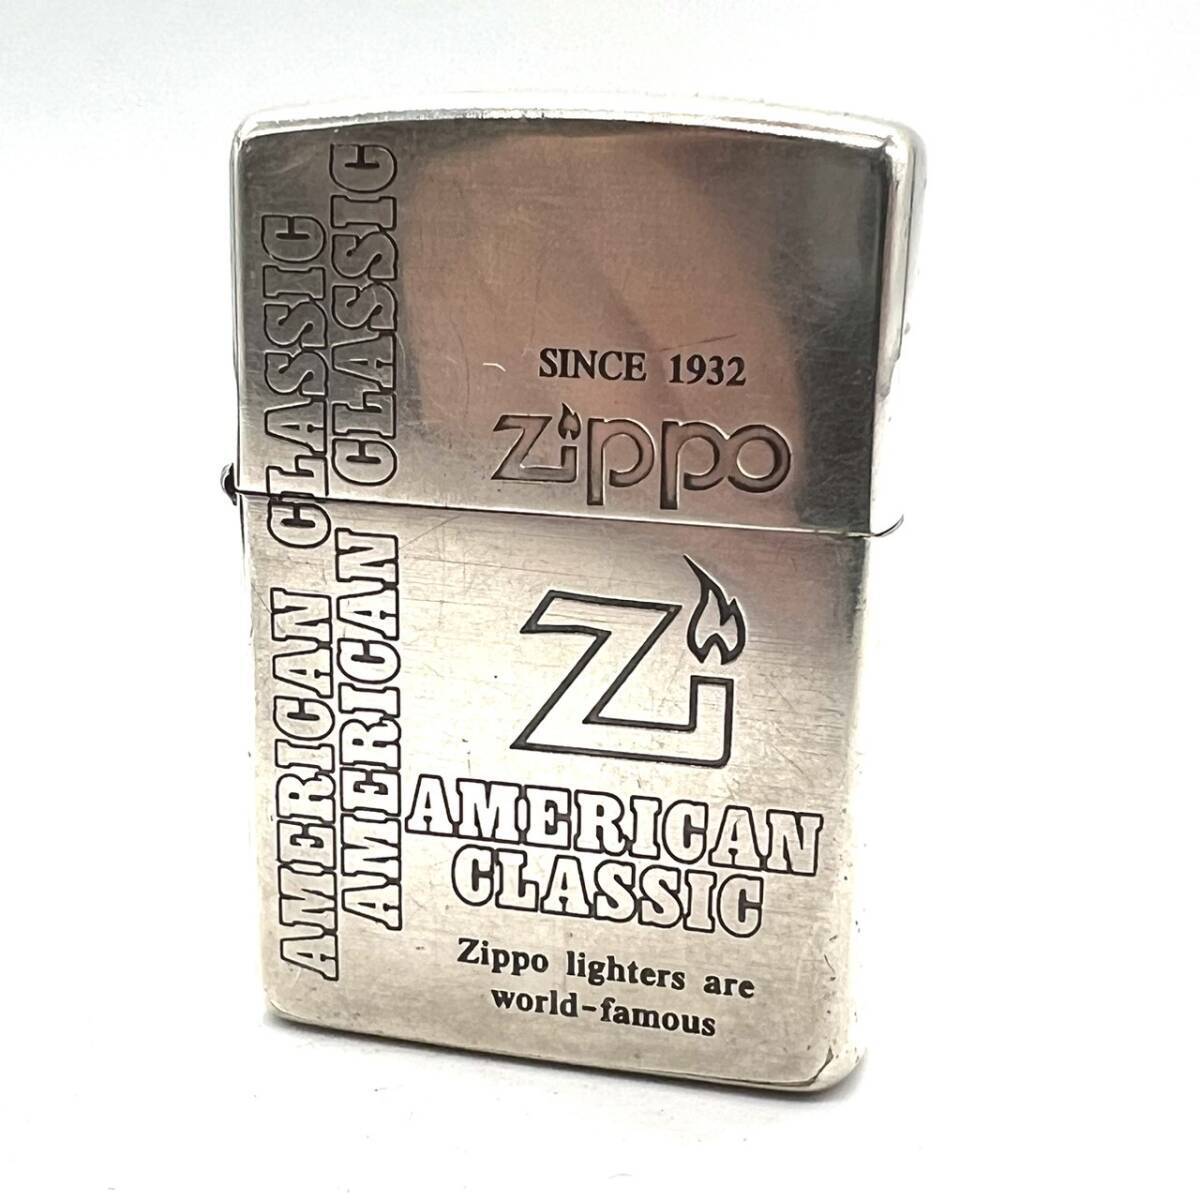 AMERICAN CLASSIC
AMERICAN CLASSIC
SINCE 1932
Zippo
Z
AMERICAN
CLASSIC
Zippo lighters are
world-famous